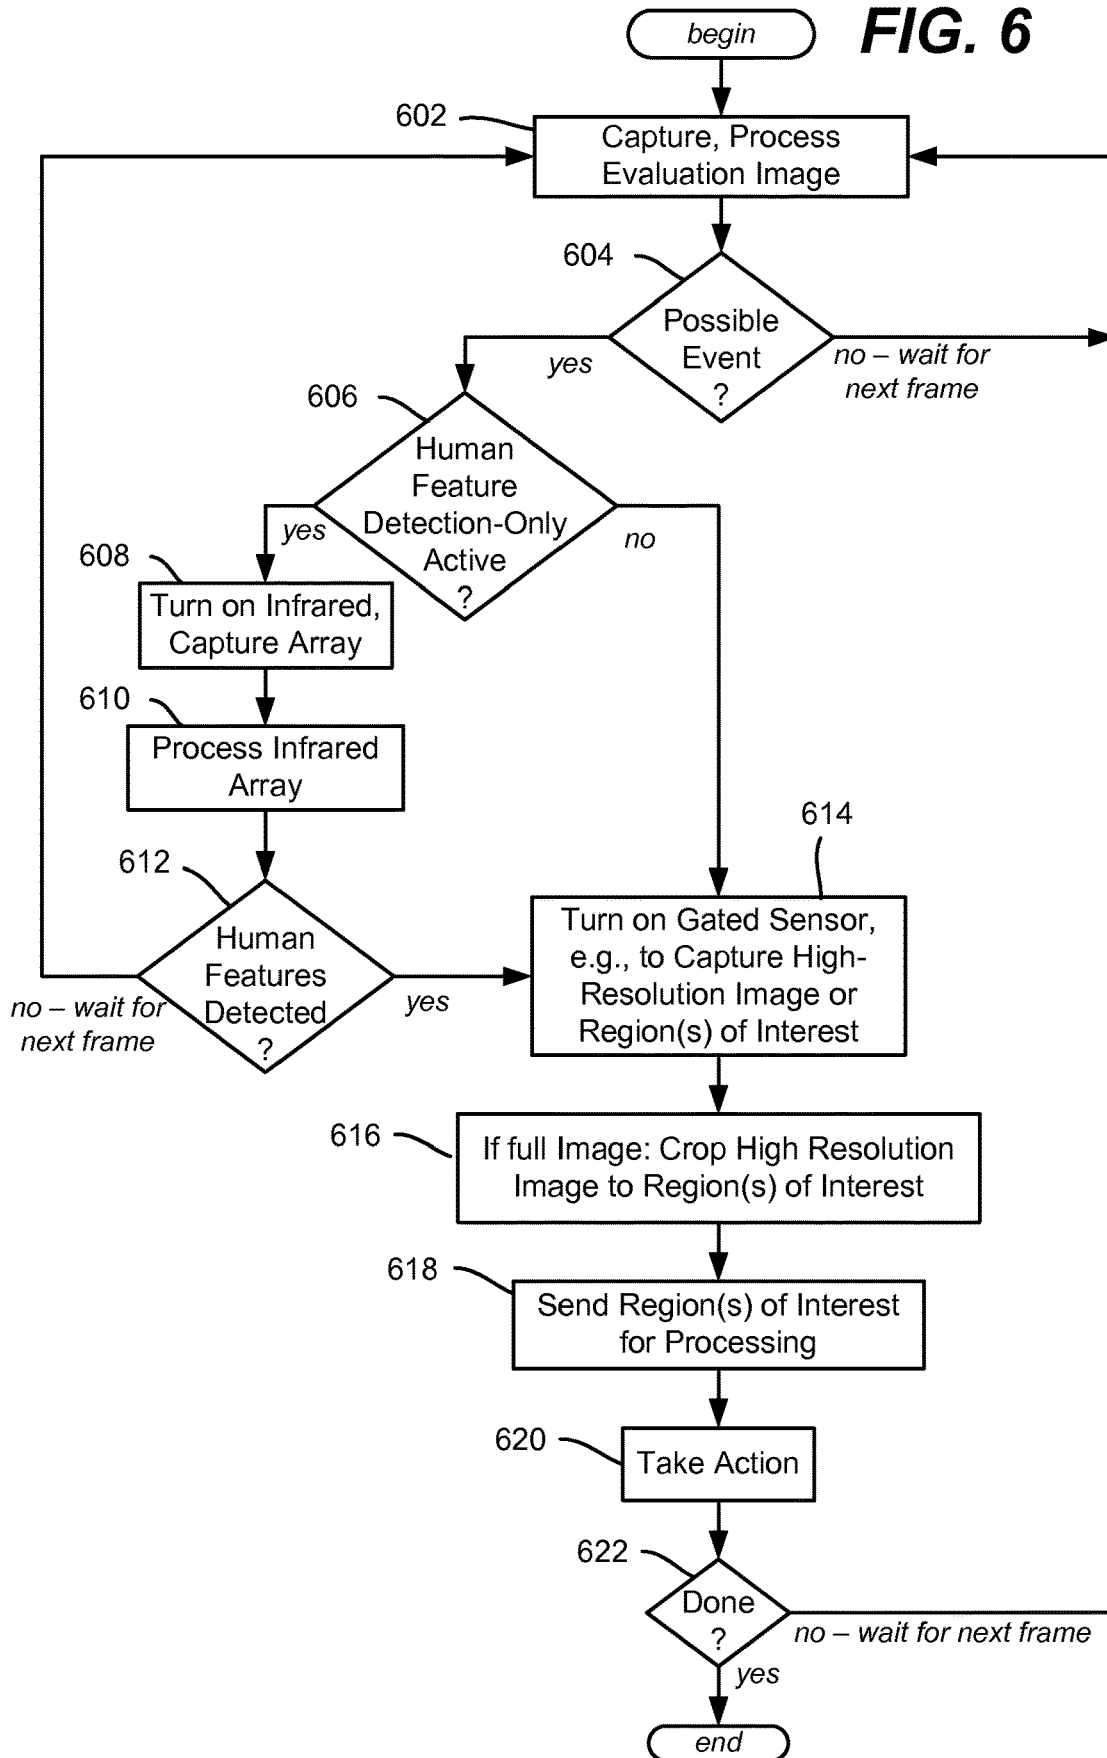 begin
FIG. 6
602
Capture, Process
Evaluation Image
604
Possible
Event
?
yes
no – wait for
next frame
606
Human
Feature
Detection-Only
Active
?
yes
no
608
Turn on Infrared,
Capture Array
610
Process Infrared
Array
612
Human
Features
Detected
?
no – wait for
next frame
yes
614
Turn on Gated Sensor,
e.g., to Capture High-
Resolution Image or
Region(s) of Interest
616
If full Image: Crop High Resolution
Image to Region(s) of Interest
618
Send Region(s) of Interest
for Processing
620
Take Action
622
Done
?
no – wait for next frame
yes
end